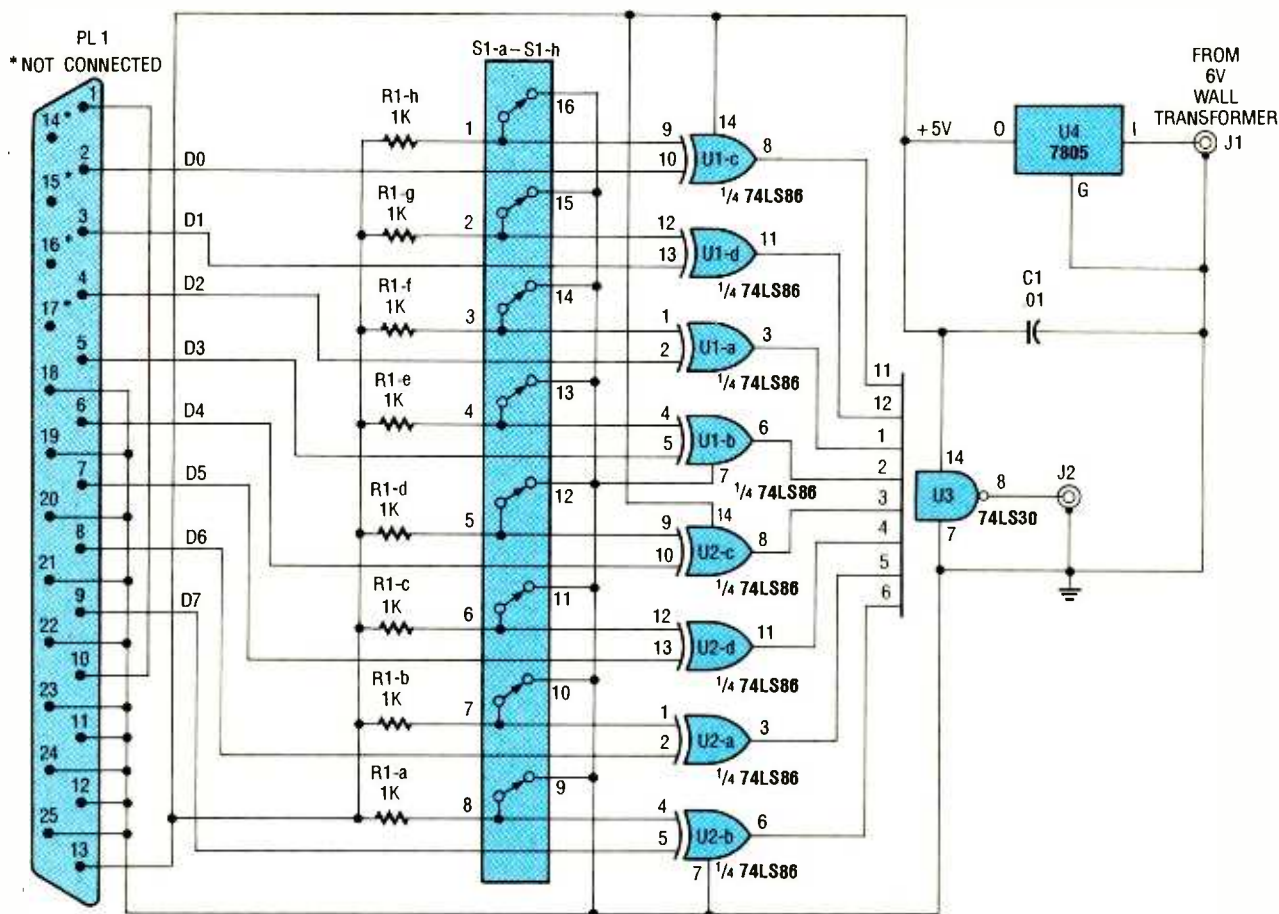 PL 1
* NOT CONNECTED
1
14 *
2
15 *
3
16 *
4
17 *
5
18
6
19
7
20
8
21
9
22
10
23
11
24
12
25
13
D0
D1
D2
D3
D4
D5
D6
D7
S1-a–S1-h
R1-h
1K
1
16
R1-g
1K
2
15
R1-f
1K
3
14
R1-e
1K
4
13
R1-d
1K
5
12
R1-c
1K
6
11
R1-b
1K
7
10
R1-a
1K
8
9
14
9
10
U1-c
8
1/4 74LS86
12
13
U1-d
11
1/4 74LS86
1
2
U1-a
3
1/4 74LS86
4
5
U1-b
6
7
1/4 74LS86
14
9
10
U2-c
8
1/4 74LS86
12
13
U2-d
11
1/4 74LS86
1
2
U2-a
3
1/4 74LS86
4
5
U2-b
6
7
1/4 74LS86
+5V
O
U4
7805
I
G
FROM
6V
WALL
TRANSFORMER
J1
C1
01
11
12
1
2
3
4
5
6
14
U3
8
74LS30
7
J2